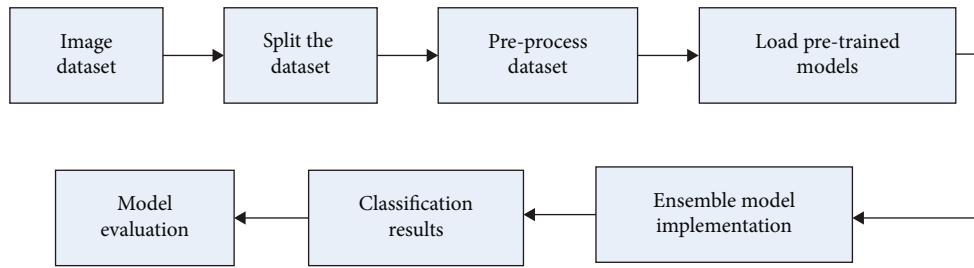 Image
dataset
Split the
dataset
Pre-process
dataset
Load pre-trained
models
Ensemble model
implementation
Classification
results
Model
evaluation